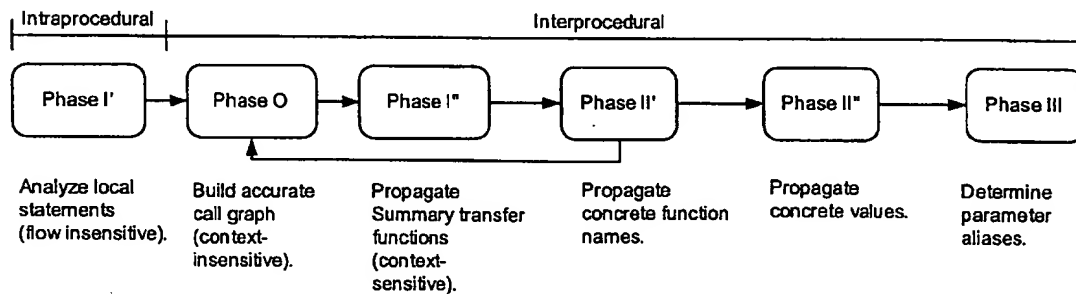 Intraprocedural
Interprocedural
Phase I'
Phase O
Phase I"
Phase II'
Phase II"
Phase III
Analyze local
statements
(flow insensitive).
Build accurate
call graph
(context-
insensitive).
Propagate
Summary transfer
functions
(context-
sensitive).
Propagate
concrete function
names.
Propagate
concrete values.
Determine
parameter
aliases.